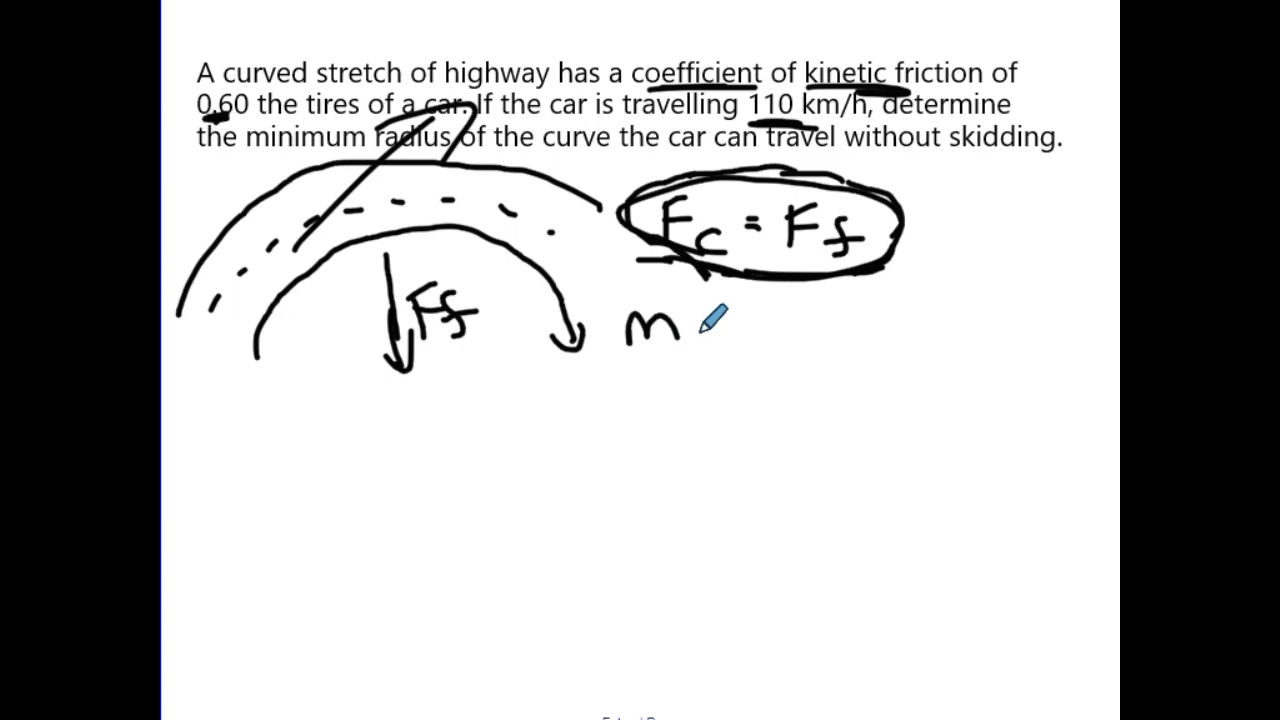 A curved stretch of highway has a coefficient of kinetic friction of
0.60 the tires of a car. If the car is travelling 110 km/h, determine
the minimum radius of the curve the car can travel without skidding.
Fc = Ff
Ff
m